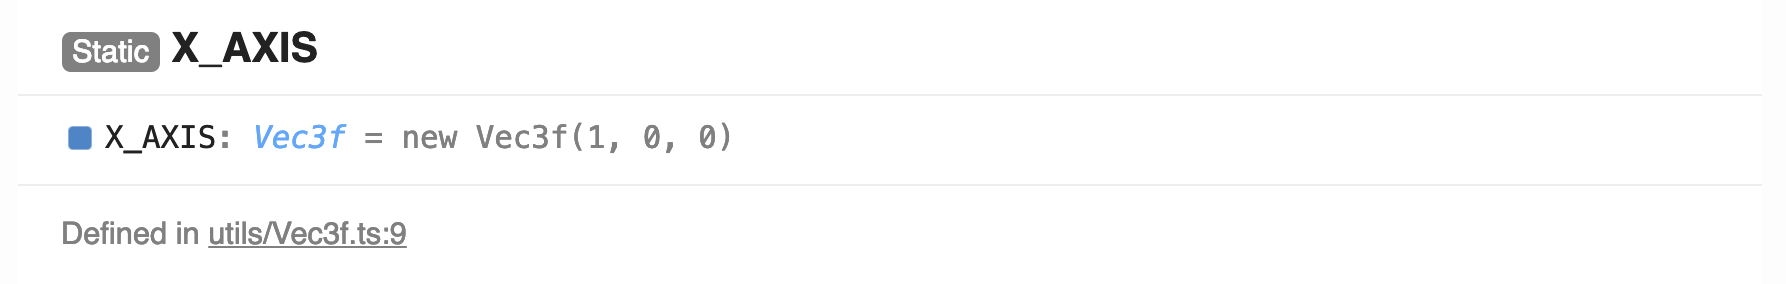 Static X_AXIS
X_AXIS: Vec3f = new Vec3f(1, 0, 0)
Defined in utils/Vec3f.ts:9